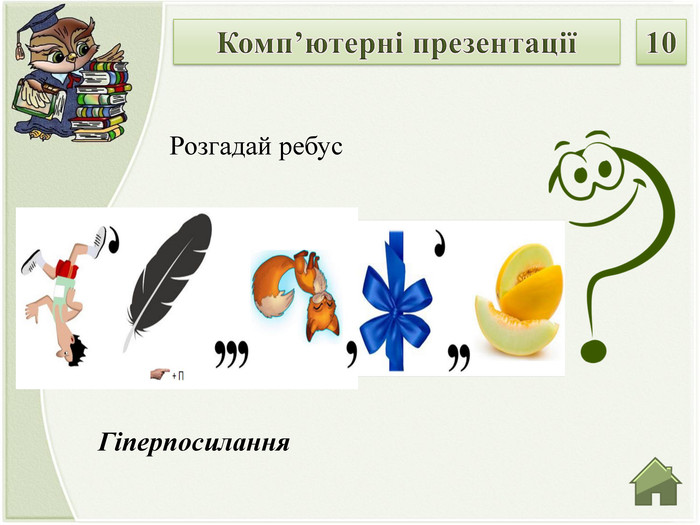 Комп’ютерні презентації
10
Розгадай ребус
’
’
+ П
,,,
,
,,
Гіперпосилання